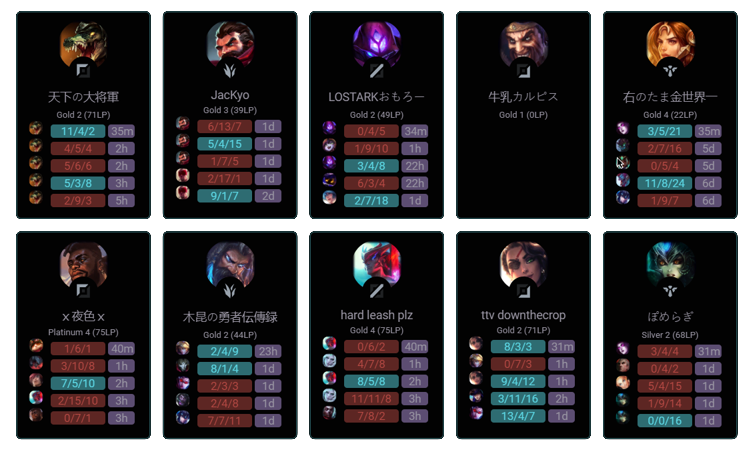 天下の大将軍
Gold 2 (71LP)
11/4/2 35m
4/5/4 2h
5/6/6 2h
5/3/8 3h
2/9/3 5h
JacKyo
Gold 3 (39LP)
6/13/7 1d
5/4/15 1d
1/7/5 1d
2/17/1 1d
9/1/7 2d
LOSTARKおもろー
Gold 2 (49LP)
0/4/5 34m
1/9/10 1h
3/4/8 22h
6/3/4 22h
2/7/18 1d
牛乳カルピス
Gold 1 (0LP)
右のたま金世界一
Gold 4 (22LP)
3/5/21 35m
2/7/16 5d
0/5/4 5d
11/8/24 6d
1/9/7 6d
x 夜色 x
Platinum 4 (75LP)
1/6/1 40m
3/10/8 1h
7/5/10 2h
2/15/10 3h
0/7/1 3h
木昆の勇者伝傳録
Gold 2 (44LP)
2/4/9 23h
8/1/4 1d
2/3/3 1d
2/4/8 1d
7/7/11 1d
hard leash plz
Gold 4 (75LP)
0/6/2 40m
4/7/8 1h
8/5/8 2h
11/11/8 3h
7/8/2 3h
ttv downthecrop
Gold 2 (71LP)
8/3/3 31m
0/7/3 1h
9/4/12 1h
3/11/16 2h
13/4/7 1d
ぽめらぎ
Silver 2 (68LP)
3/4/4 31m
0/4/2 1d
5/4/15 1d
1/9/14 1d
0/0/16 1d